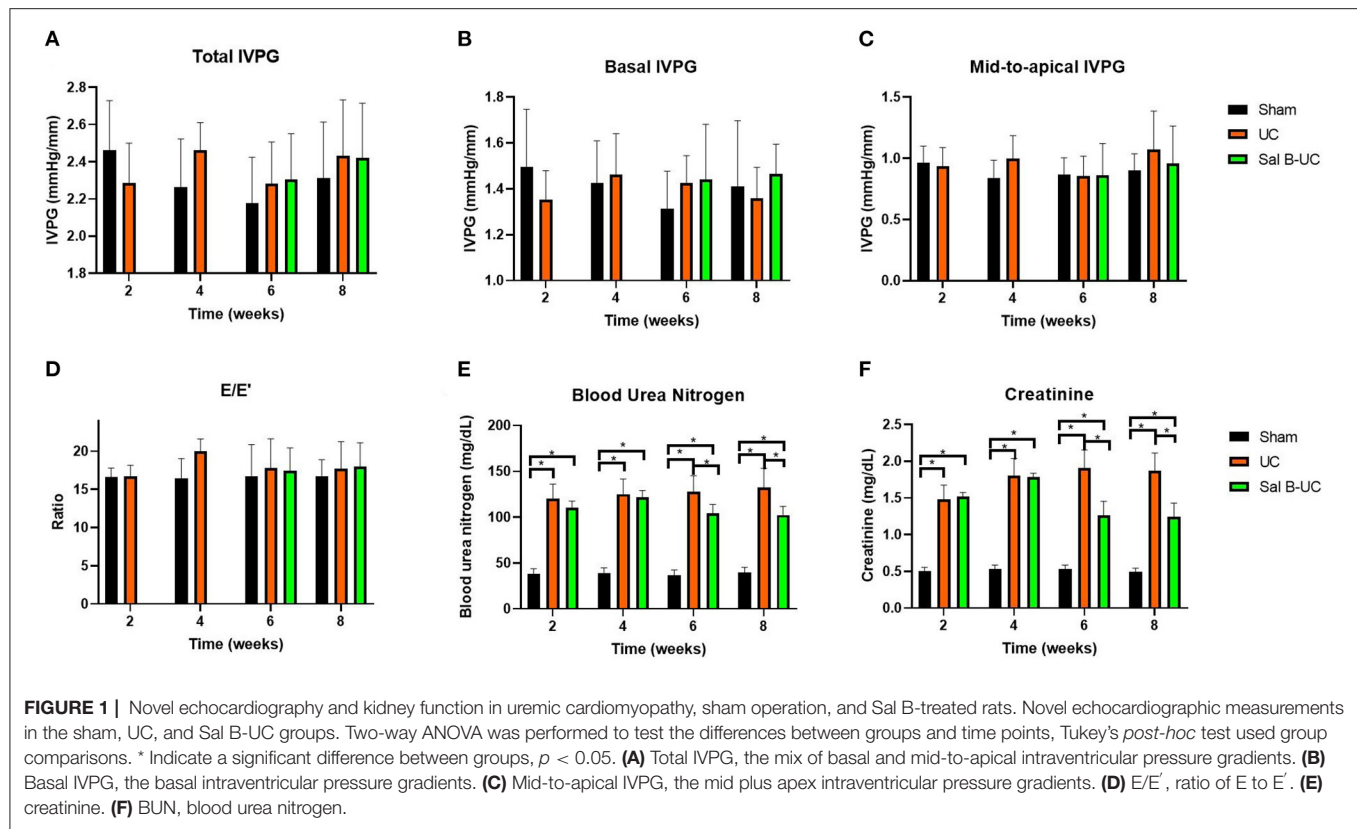 A
Total IVPG
IVPG (mmHg/mm)
2.8
2.6
2.4
2.2
2.0
1.8
2
4
6
8
Time (weeks)
B
Basal IVPG
IVPG (mmHg/mm)
1.8
1.6
1.4
1.2
1.0
2
4
6
8
Time (weeks)
C
Mid-to-apical IVPG
IVPG (mmHg/mm)
1.5
1.0
0.5
0.0
2
4
6
8
Time (weeks)
Sham
UC
Sal B-UC
D
E/E'
Ratio
20
15
10
5
0
2
4
6
8
Time (weeks)
E
Blood Urea Nitrogen
Blood urea nitrogen (mg/dL)
200
150
100
50
0
* * * * * * * * * *
2
4
6
8
Time (weeks)
F
Creatinine
Creatinine (mg/dL)
2.5
2.0
1.5
1.0
0.5
0.0
* * * * * * * * * *
2
4
6
8
Time (weeks)
Sham
UC
Sal B-UC
FIGURE 1 | Novel echocardiography and kidney function in uremic cardiomyopathy, sham operation, and Sal B-treated rats. Novel echocardiographic measurements
in the sham, UC, and Sal B-UC groups. Two-way ANOVA was performed to test the differences between groups and time points, Tukey's post-hoc test used group
comparisons. * Indicate a significant difference between groups, p < 0.05. (A) Total IVPG, the mix of basal and mid-to-apical intraventricular pressure gradients. (B)
Basal IVPG, the basal intraventricular pressure gradients. (C) Mid-to-apical IVPG, the mid plus apex intraventricular pressure gradients. (D) E/E′, ratio of E to E′. (E)
creatinine. (F) BUN, blood urea nitrogen.